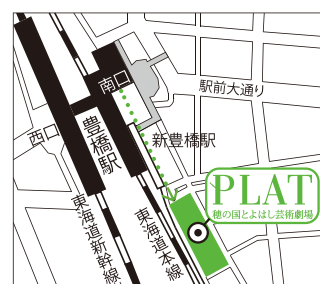 南口
駅前大通り
西口
豊橋駅
新豊橋駅
PLAT
穂の国とよはし芸術劇場
東海道新幹線
東海道本線